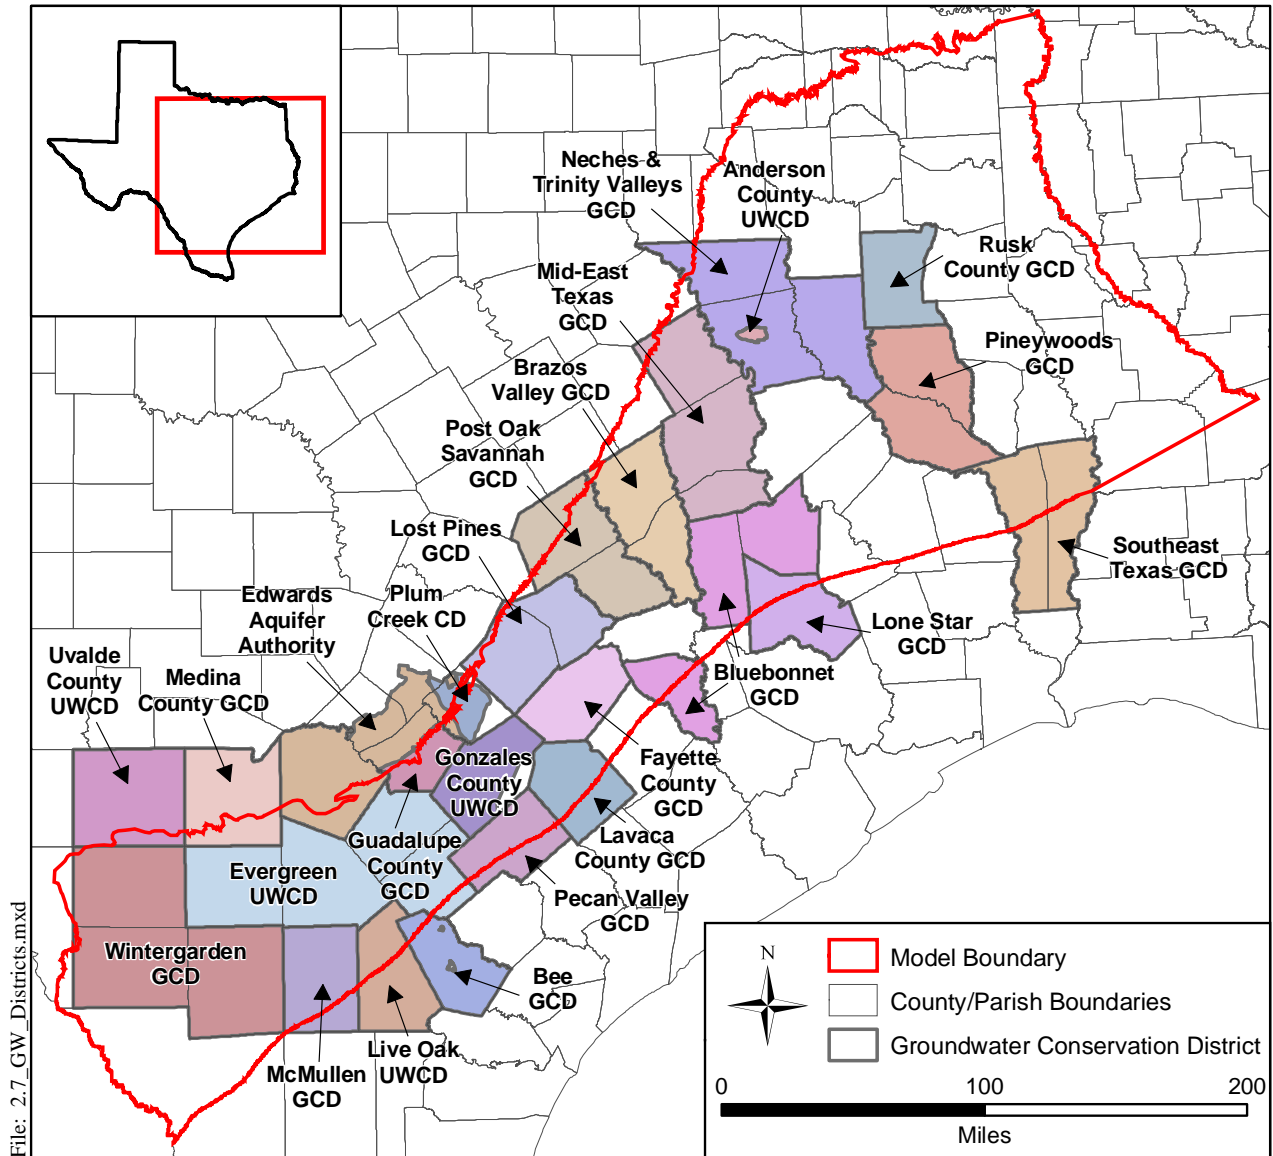 Neches &
Trinity Valleys
GCD
Anderson
County
UWCD
Rusk
County GCD
Mid-East
Texas
GCD
Pineywoods
GCD
Brazos
Valley GCD
Post Oak
Savannah
GCD
Lost Pines
GCD
Southeast
Texas GCD
Edwards
Aquifer
Authority
Plum
Creek CD
Lone Star
GCD
Uvalde
County
UWCD
Medina
County GCD
Bluebonnet
GCD
Gonzales
County
UWCD
Fayette
County
GCD
Guadalupe
County
GCD
Lavaca
County GCD
Evergreen
UWCD
Pecan Valley
GCD
Wintergarden
GCD
Bee
GCD
Live Oak
UWCD
McMullen
GCD
N
Model Boundary
County/Parish Boundaries
Groundwater Conservation District
0
100
200
Miles
File: 2.7_GW_Districts.mxd